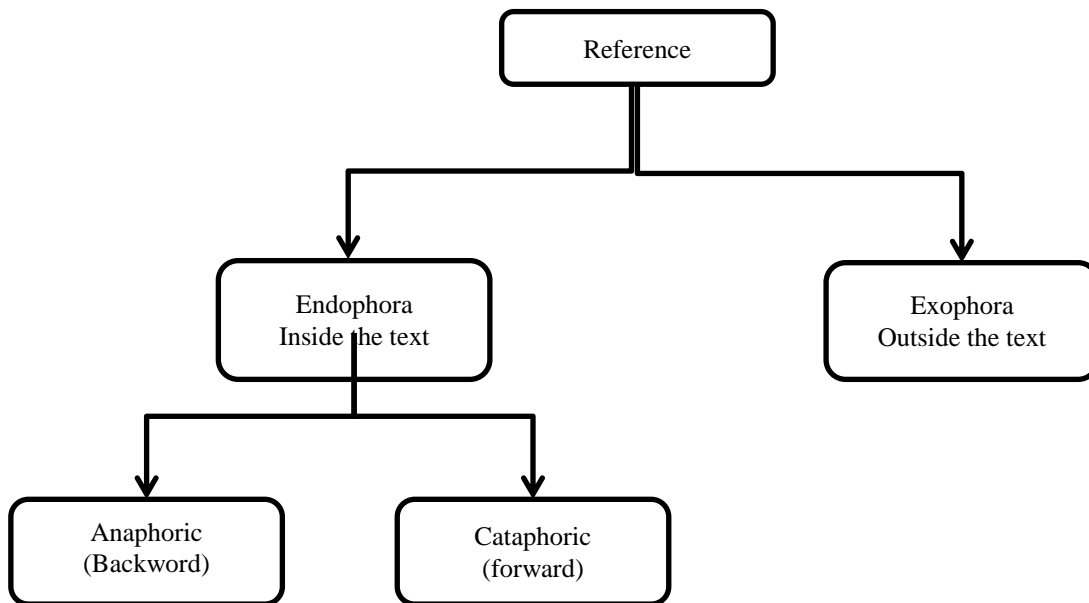 Reference
Endophora
Inside the text
Exophora
Outside the text
Anaphoric
(Backword)
Cataphoric
(forward)